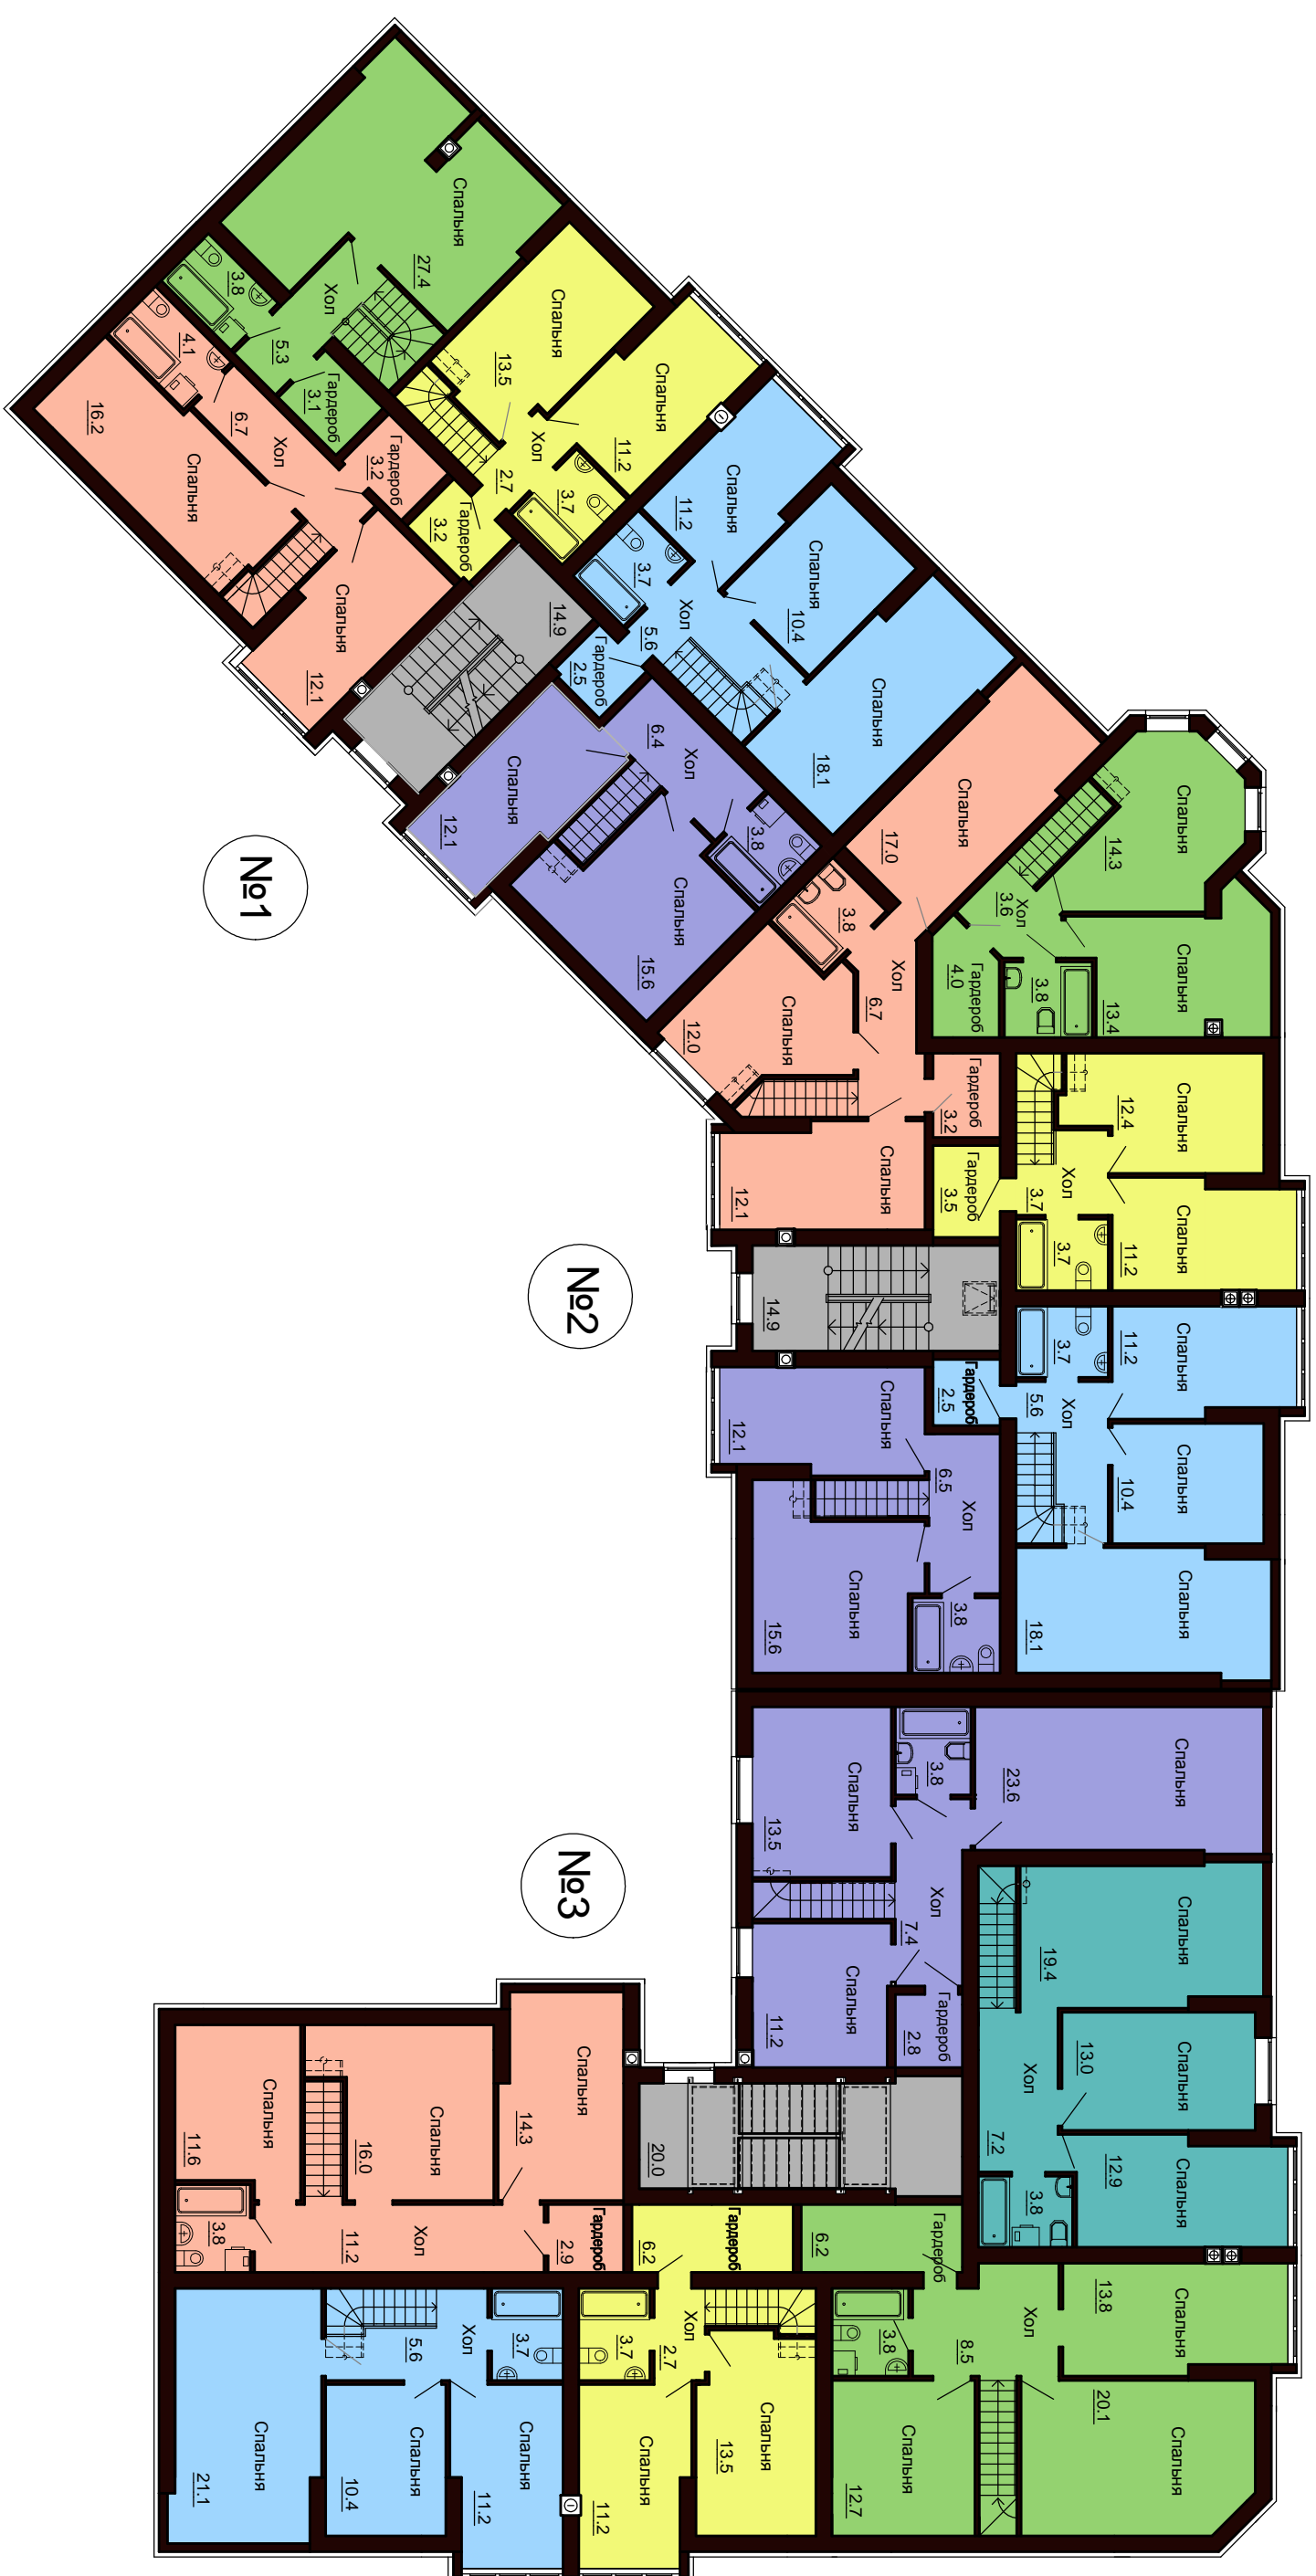 Спальня
27.4
Хол
5.3
3.8
Гардероб
3.1
4.1
16.2
Спальня
6.7
Хол
Гардероб
3.2
Спальня
12.1
Спальня
13.5
Спальня
11.2
Хол
2.7
3.7
Гардероб
3.2
14.9
Спальня
11.2
3.7
Спальня
10.4
Хол
5.6
Гардероб
2.5
Спальня
18.1
6.4
Хол
Спальня
12.1
3.8
Спальня
15.6
№1
Спальня
17.0
3.8
Хол
6.7
Спальня
12.0
Гардероб
3.2
Спальня
12.1
Спальня
14.3
Хол
3.6
Спальня
13.4
3.8
Гардероб
4.0
Спальня
12.4
Хол
3.7
Спальня
11.2
3.7
Гардероб
3.5
14.9
№2
Спальня
11.2
3.7
Хол
5.6
Гардероб
2.5
Спальня
10.4
Спальня
18.1
Спальня
12.1
6.5
Хол
Спальня
15.6
3.8
Спальня
23.6
3.8
Спальня
13.5
Хол
7.4
Спальня
11.2
Гардероб
2.8
№3
Спальня
19.4
Спальня
13.0
Хол
7.2
Спальня
12.9
3.8
20.0
Спальня
14.3
Спальня
16.0
Спальня
11.6
3.8
Хол
11.2
Гардероб
2.9
Гардероб
6.2
Гардероб
6.2
Спальня
13.8
Хол
8.5
3.8
Спальня
20.1
Спальня
12.7
Хол
2.7
3.7
Спальня
13.5
Спальня
11.2
3.7
Хол
5.6
Спальня
11.2
Спальня
10.4
Спальня
21.1